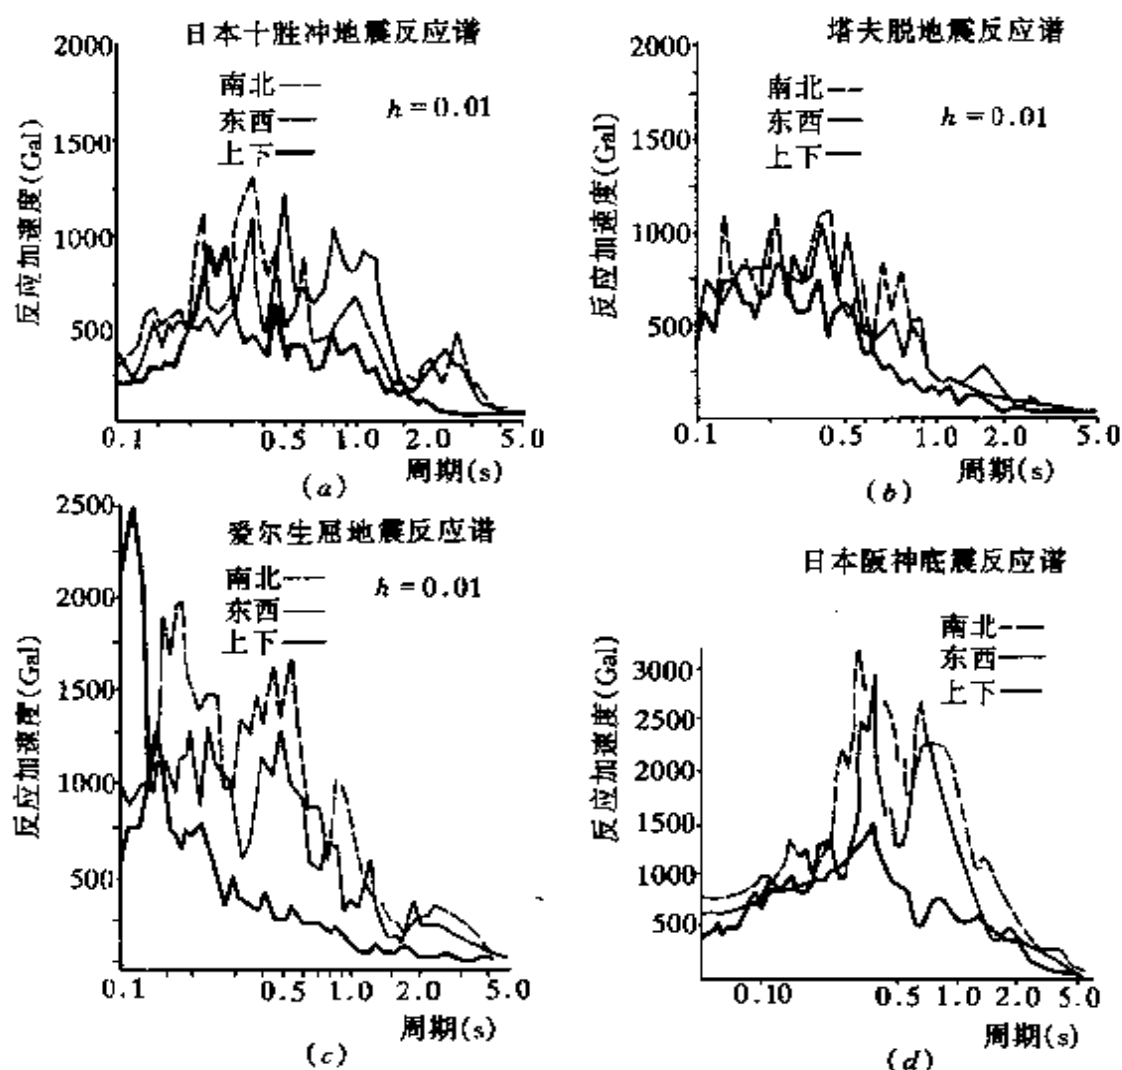 日本十胜冲地震反应谱
2000
1500
1000
500
反应加速度(Gal)
南北
东西
上下
h=0.01
0.1 0.5 1.0 2.0 5.0
周期(s)
(a)
塔夫脱地震反应谱
2000
1500
1000
500
反应加速度(Gal)
南北
东西
上下
h=0.01
0.1 0.5 1.0 2.0 5.0
周期(s)
(b)
爱尔生屈地震反应谱
2500
2000
1500
1000
500
反应加速度(Gal)
南北
东西
上下
h=0.01
0.1 0.5 1.0 2.0 5.0
周期(s)
(c)
日本阪神底震反应谱
3000
2500
2000
1500
1000
500
反应加速度(Gal)
南北
东西
上下
0.10 0.5 1.0 2.0 5.0
周期(s)
(d)